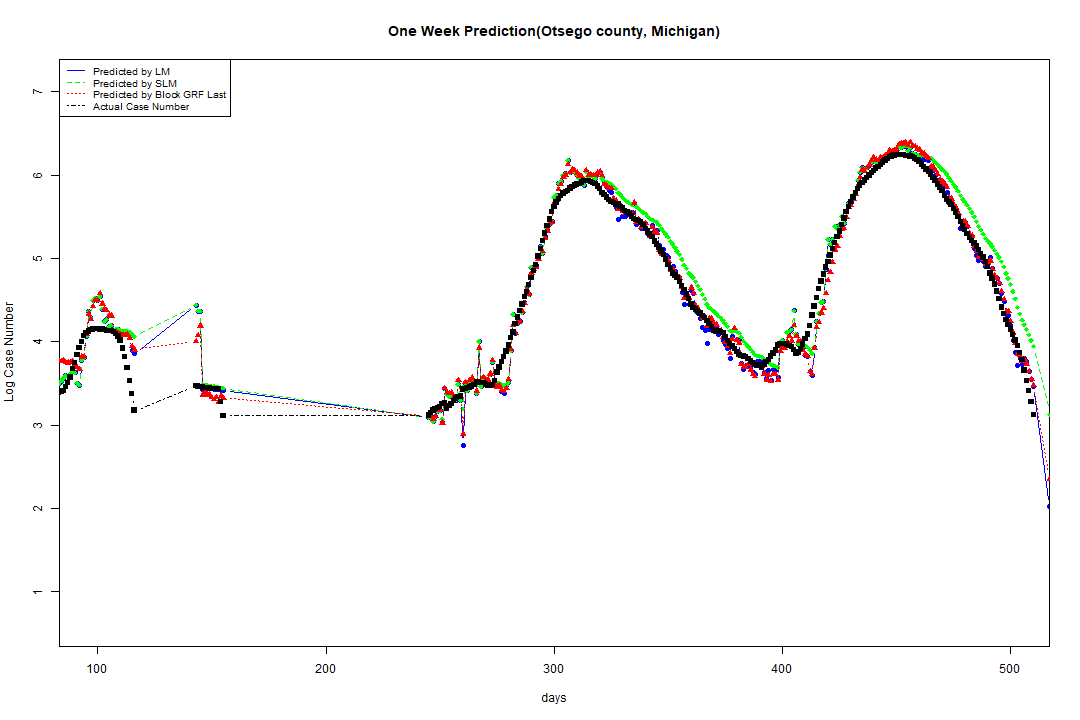 One Week Prediction(Otsego county, Michigan)
Predicted by LM
Predicted by SLM
Predicted by Block GRF Last
Actual Case Number
Log Case Number
7
6
5
4
3
2
1
100 200 300 400 500
days